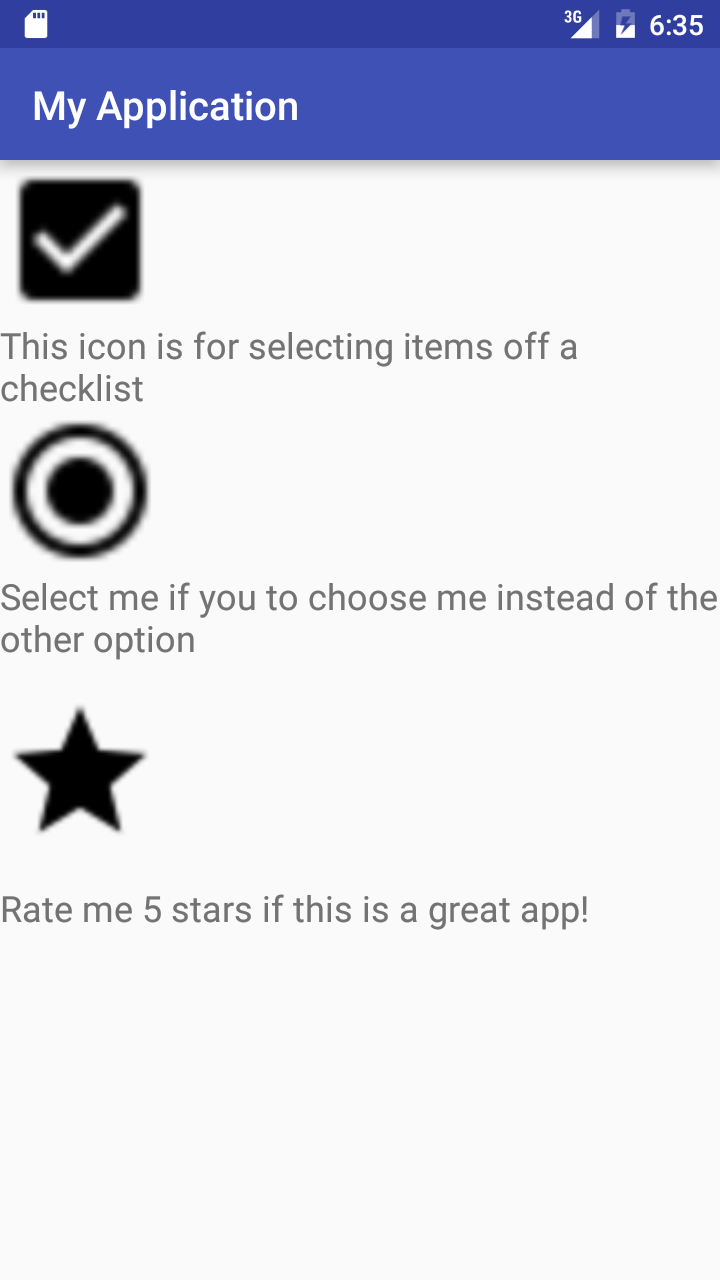 3G 6:35
My Application
This icon is for selecting items off a
checklist
Select me if you to choose me instead of the
other option
Rate me 5 stars if this is a great app!